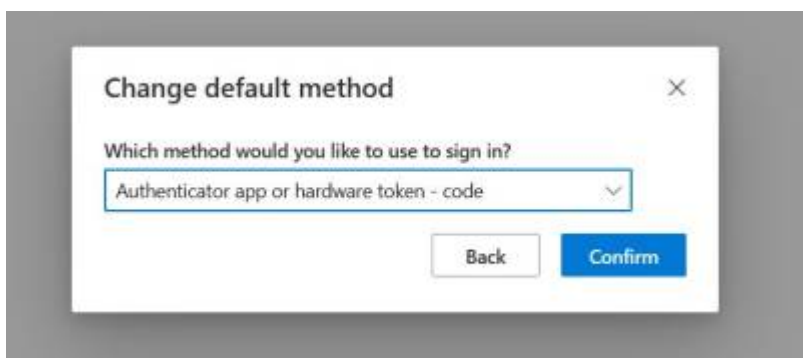 Change default method
Which method would you like to use to sign in?
Authenticator app or hardware token - code
Back
Confirm